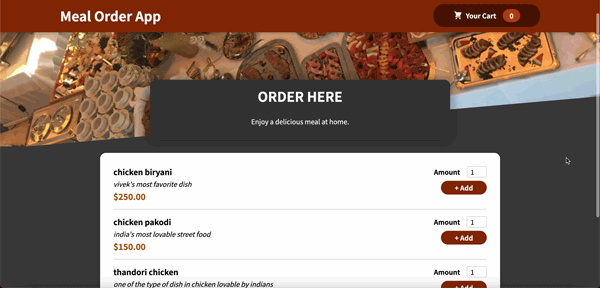 Meal Order App
Your Cart 0
ORDER HERE
Enjoy a delicious meal at home.
chicken biryani
Amount 1
vivek's most favorite dish
+ Add
$250.00
chicken pakodi
Amount 1
india's most lovable street food
+ Add
$150.00
thandori chicken
Amount 1
one of the type of dish in chicken lovable by indians
+ Add